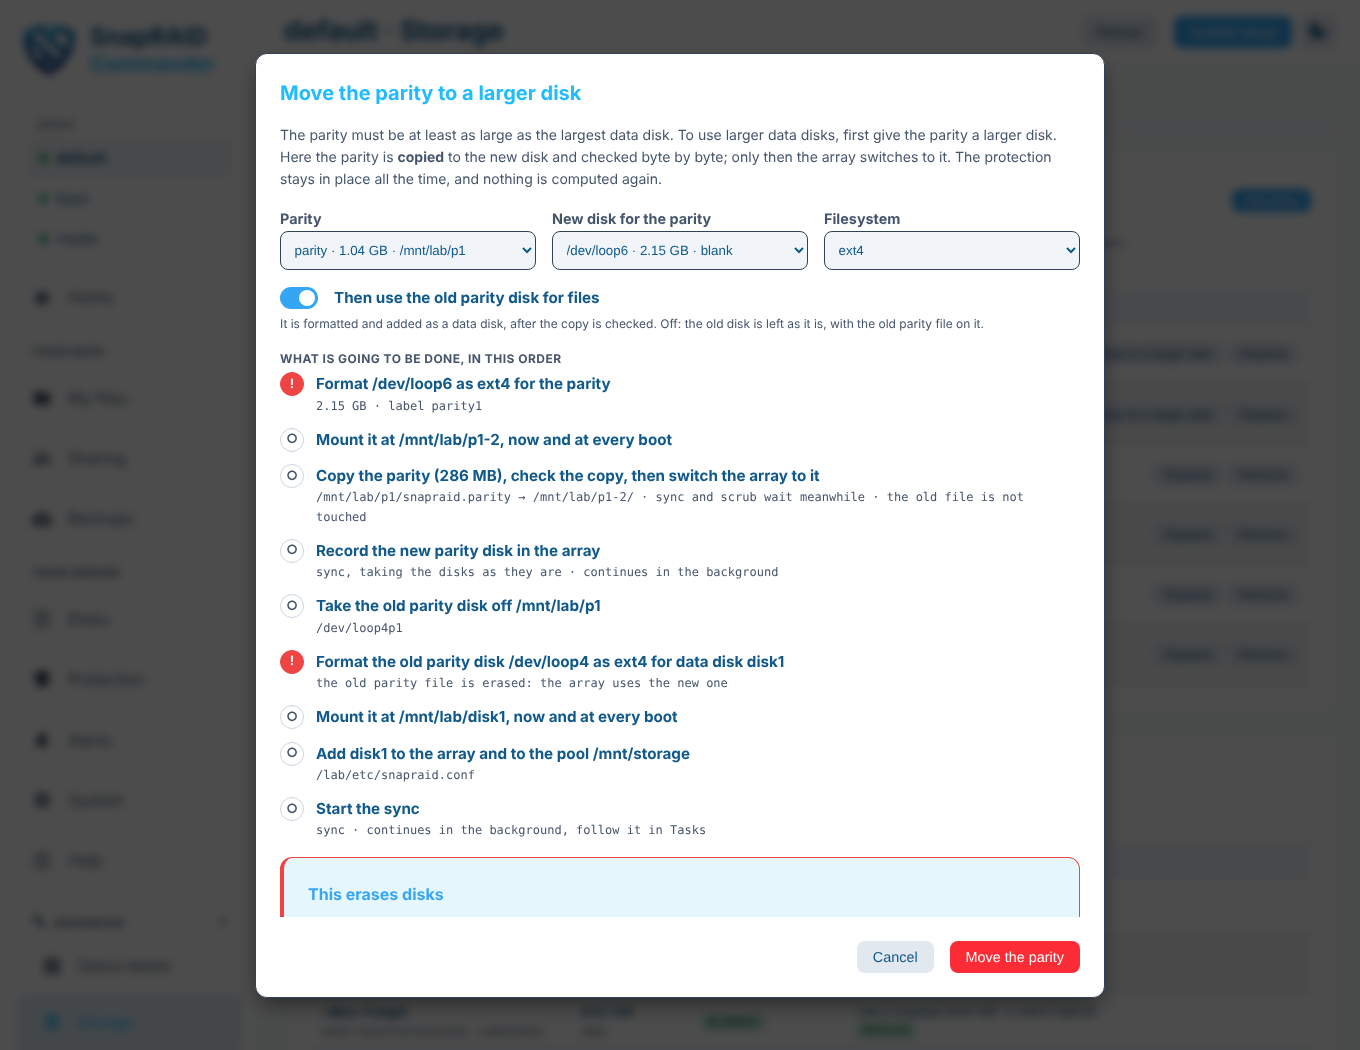 SnapRAID
Commander
default · Storage
default
Home
My files
Sharing
Disks
Protection
Alerts
System
Help
Storage
Move the parity to a larger disk
The parity must be at least as large as the largest data disk. To use larger data disks, first give the parity a larger disk.
Here the parity is copied to the new disk and checked byte by byte; only then the array switches to it. The protection
stays in place all the time, and nothing is computed again.
Parity
New disk for the parity
Filesystem
parity · 1.04 GB · /mnt/lab/p1
/dev/loop6 · 2.15 GB · blank
ext4
Then use the old parity disk for files
It is formatted and added as a data disk, after the copy is checked. Off: the old disk is left as it is, with the old parity file on it.
WHAT IS GOING TO BE DONE, IN THIS ORDER
! Format /dev/loop6 as ext4 for the parity
2.15 GB · label parity1
Mount it at /mnt/lab/p1-2, now and at every boot
Copy the parity (286 MB), check the copy, then switch the array to it
/mnt/lab/p1/snapraid.parity → /mnt/lab/p1-2/ · sync and scrub wait meanwhile · the old file is not
touched
Record the new parity disk in the array
sync, taking the disks as they are · continues in the background
Take the old parity disk off /mnt/lab/p1
/dev/loop4p1
! Format the old parity disk /dev/loop4 as ext4 for data disk disk1
the old parity file is erased: the array uses the new one
Mount it at /mnt/lab/disk1, now and at every boot
Add disk1 to the array and to the pool /mnt/storage
/lab/etc/snapraid.conf
Start the sync
sync · continues in the background, follow it in Tasks
This erases disks
Cancel
Move the parity